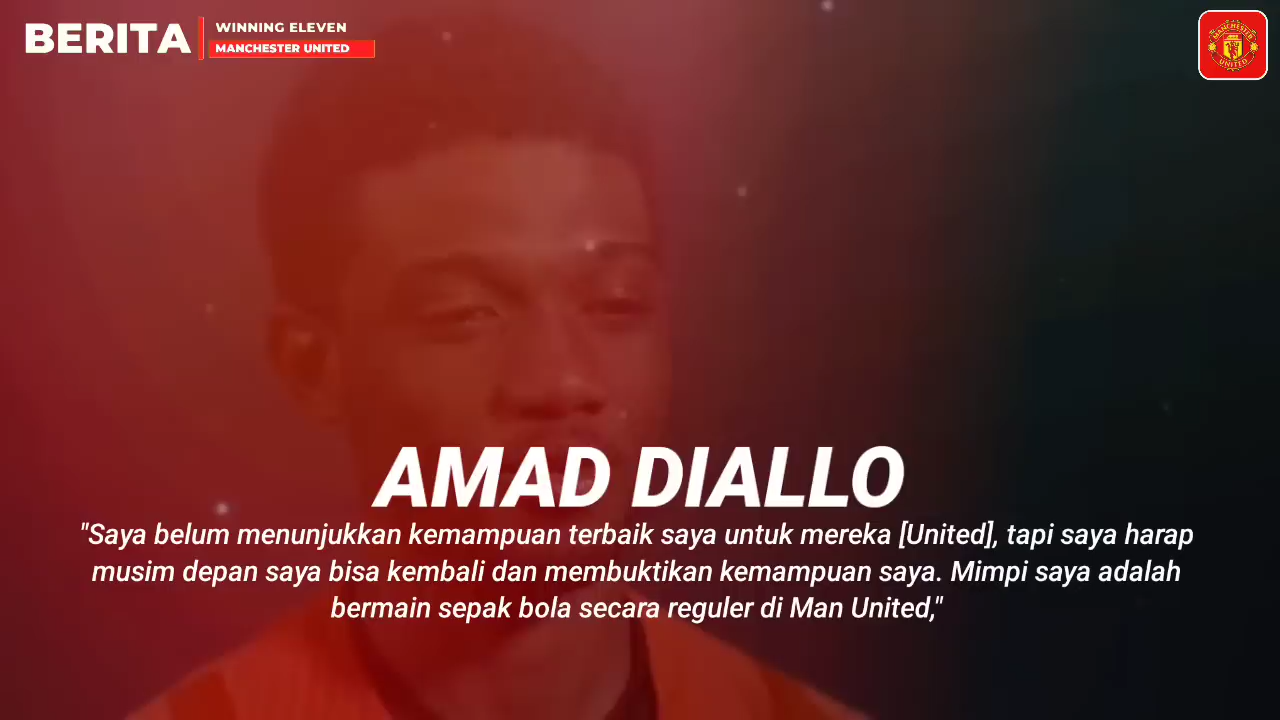 BERITA
WINNING ELEVEN
MANCHESTER UNITED
MANCHESTER
UNITED
AMAD DIALLO
"Saya belum menunjukkan kemampuan terbaik saya untuk mereka [United], tapi saya harap
musim depan saya bisa kembali dan membuktikan kemampuan saya. Mimpi saya adalah
bermain sepak bola secara reguler di Man United,"